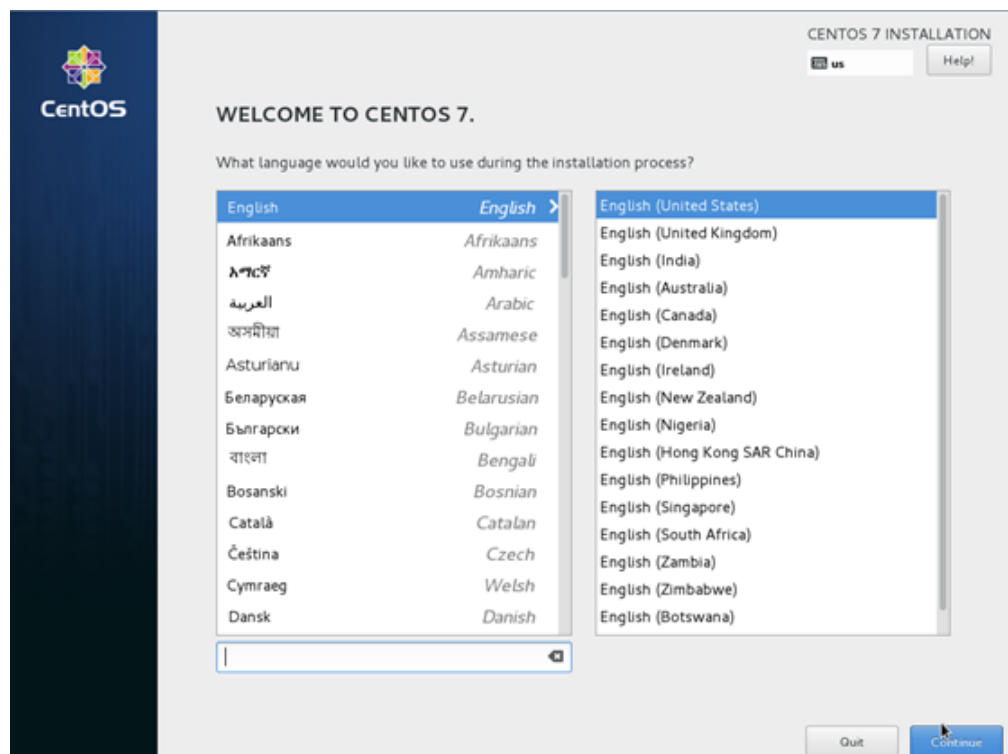 CentOS
CENTOS 7 INSTALLATION
us
Help!
WELCOME TO CENTOS 7.
What language would you like to use during the installation process?
English English
Afrikaans Afrikaans
አማርኛ Amharic
العربية Arabic
অসমীয়া Assamese
Asturianu Asturian
Беларуская Belarusian
Български Bulgarian
বাংলা Bengali
Bosanski Bosnian
Català Catalan
Čeština Czech
Cymraeg Welsh
Dansk Danish
English (United States)
English (United Kingdom)
English (India)
English (Australia)
English (Canada)
English (Denmark)
English (Ireland)
English (New Zealand)
English (Nigeria)
English (Hong Kong SAR China)
English (Philippines)
English (Singapore)
English (South Africa)
English (Zambia)
English (Zimbabwe)
English (Botswana)
Quit
Continue